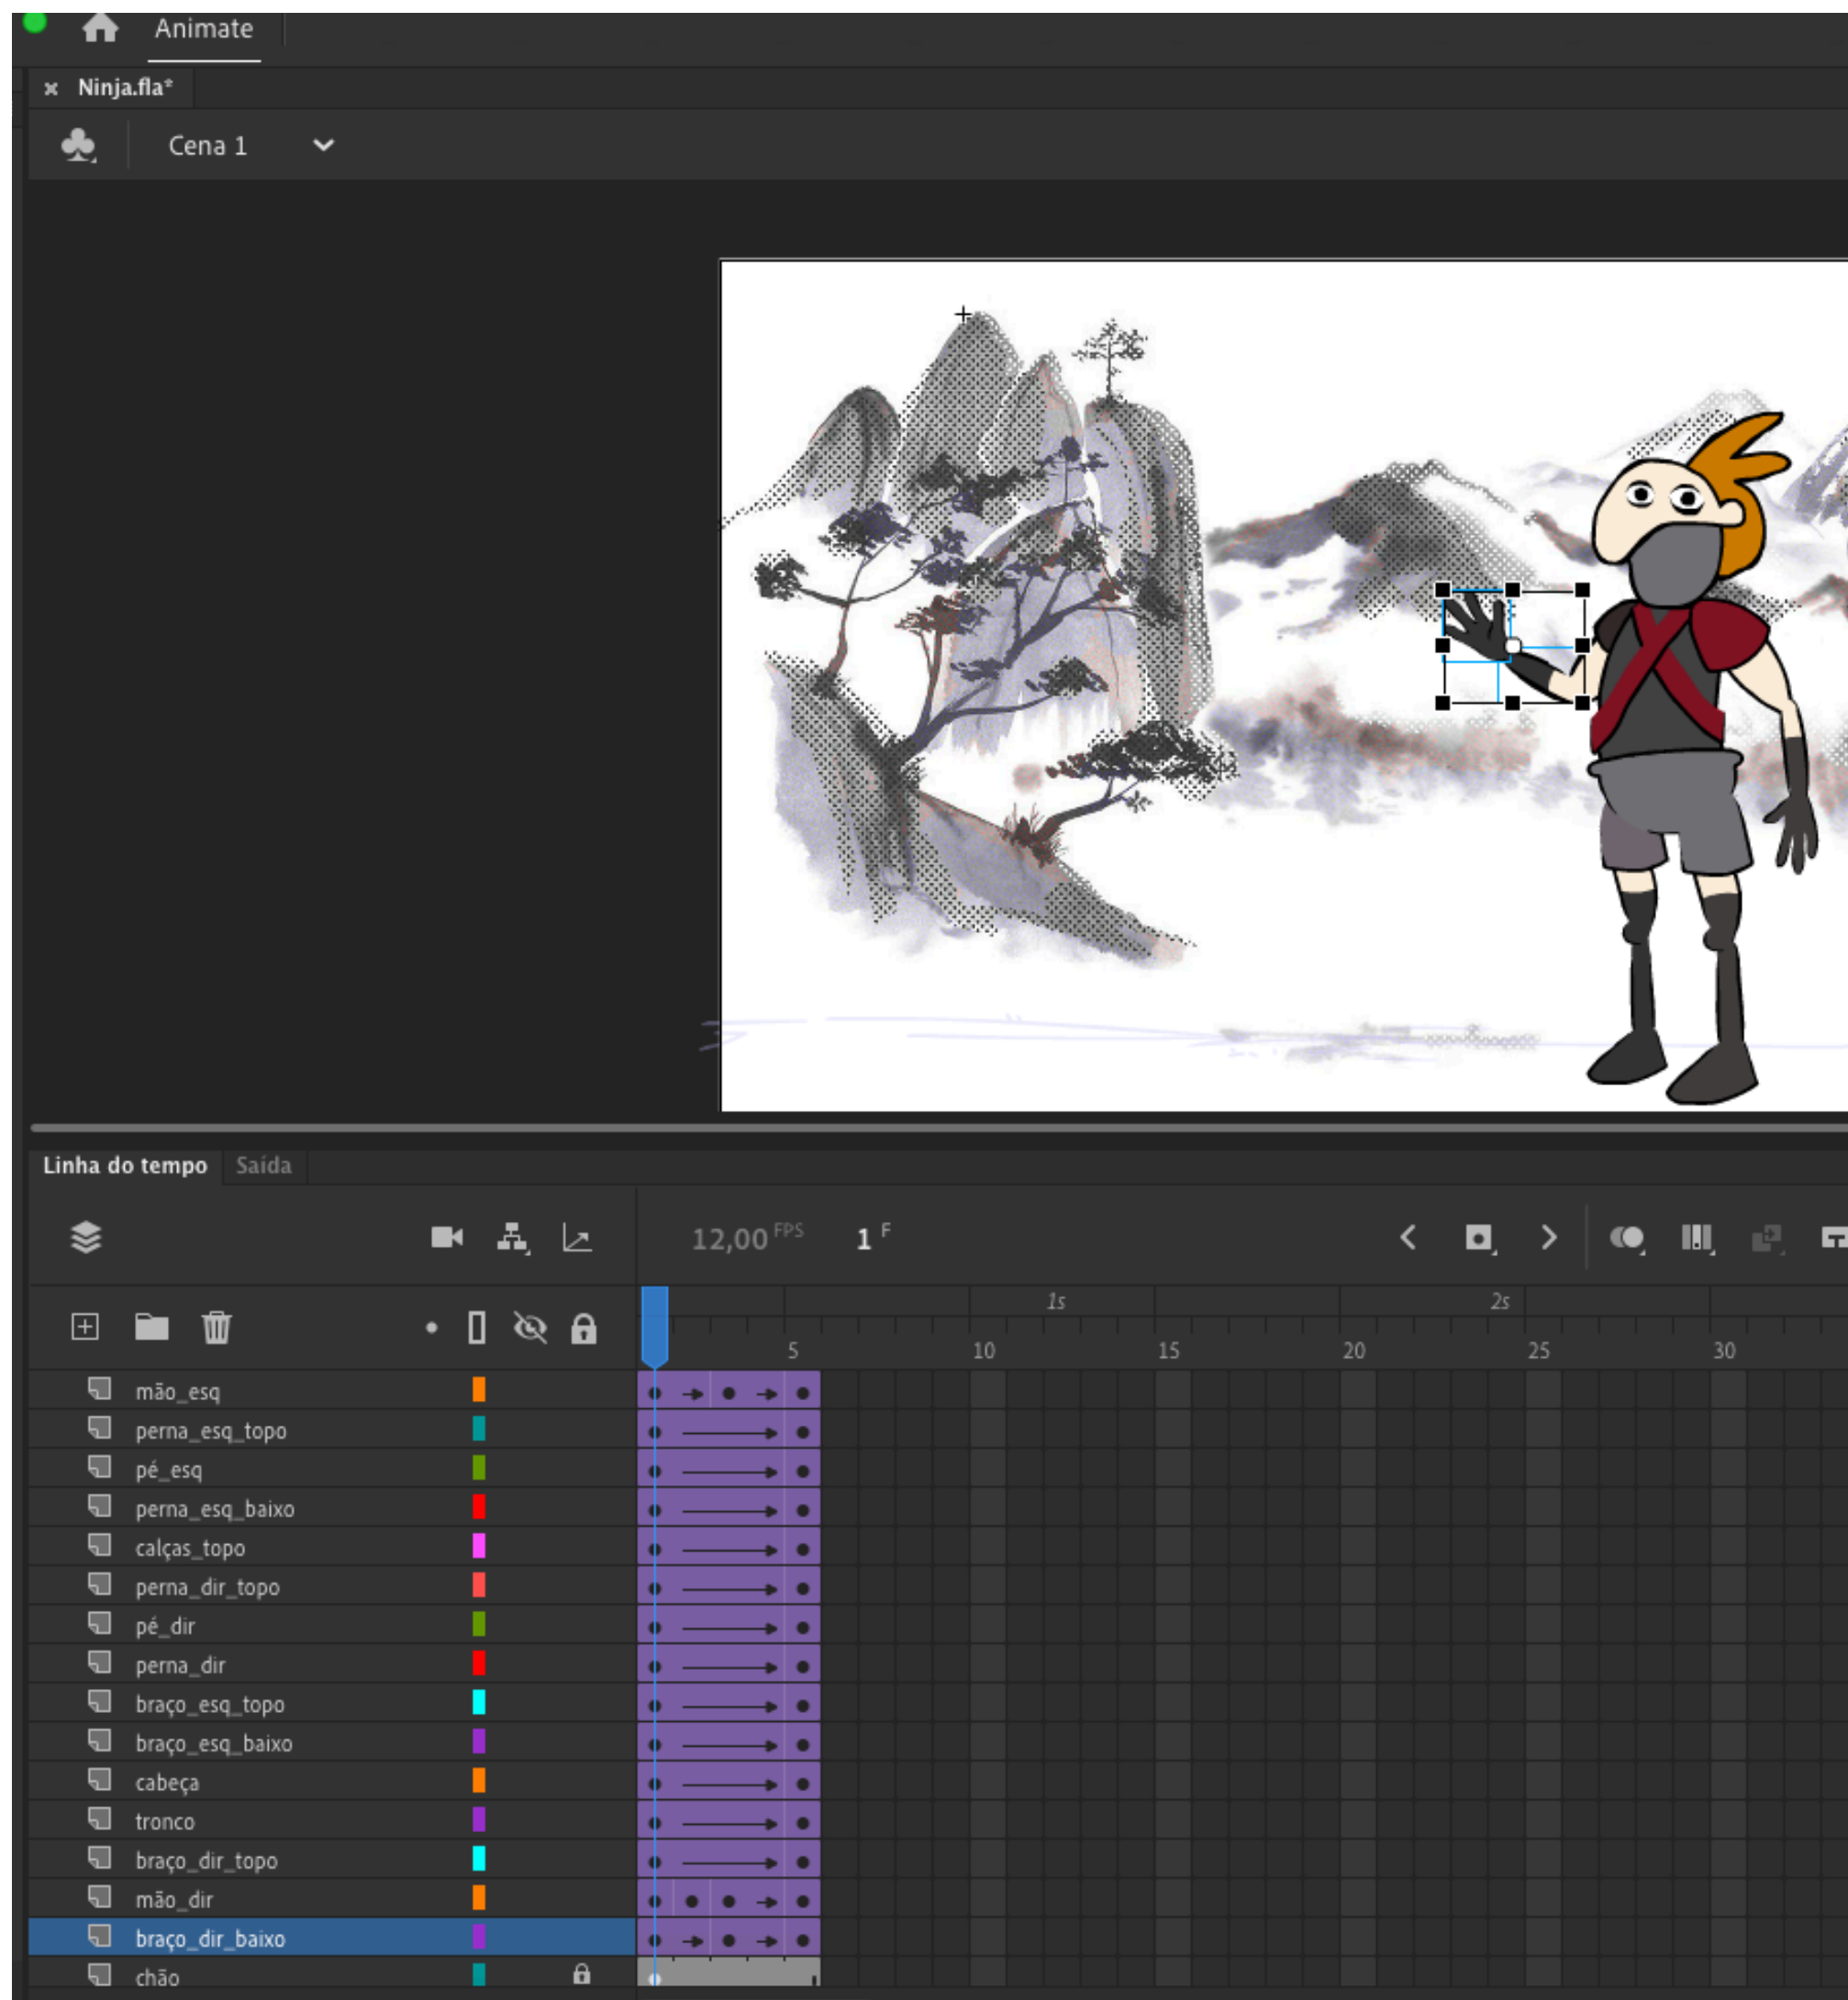 Animate
Ninja.fla*
Cena 1
Linha do tempo Saída
12,00 FPS 1 F
1s 2s
5 10 15 20 25 30
mão_esq
perna_esq_topo
pé_esq
perna_esq_baixo
calças_topo
perna_dir_topo
pé_dir
perna_dir
braço_esq_topo
braço_esq_baixo
cabeça
tronco
braço_dir_topo
mão_dir
braço_dir_baixo
chão